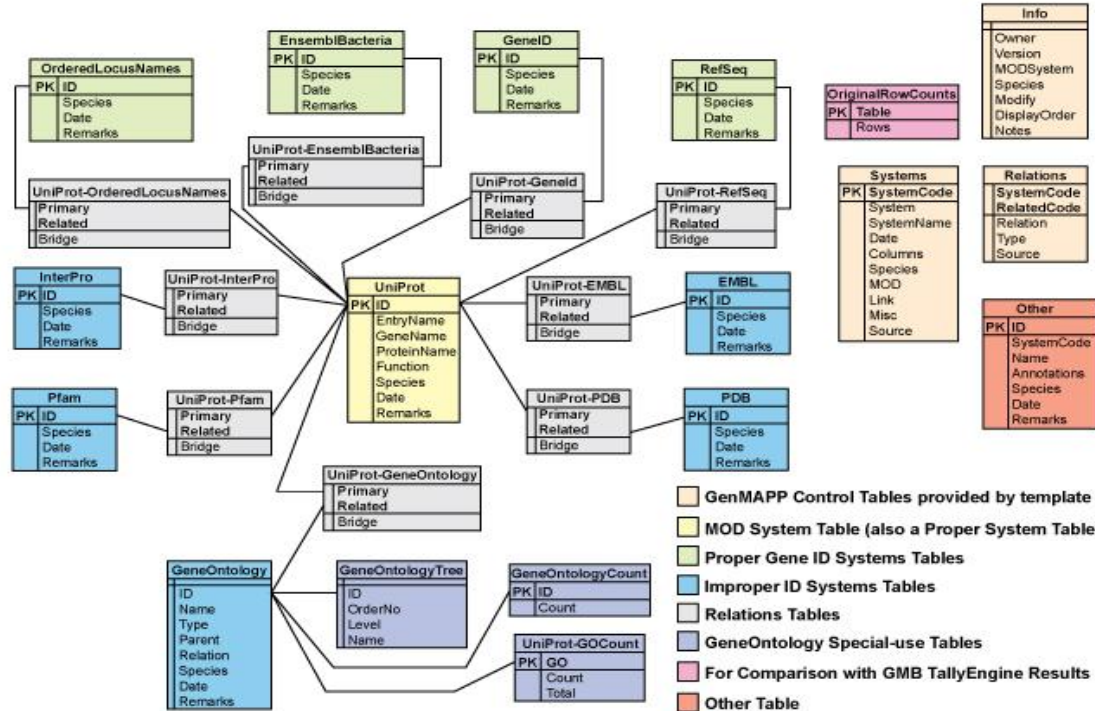 EnsemblBacteria
PK ID
Species
Date
Remarks
GeneID
PK ID
Species
Date
Remarks
Info
Owner
Version
MODSystem
Species
Modify
DisplayOrder
Notes
OrderedLocusNames
PK ID
Species
Date
Remarks
RefSeq
PK ID
Species
Date
Remarks
OriginalRowCounts
PK Table
Rows
UniProt-EnsemblBacteria
Primary
Related
Bridge
UniProt-OrderedLocusNames
Primary
Related
Bridge
UniProt-GeneId
Primary
Related
Bridge
UniProt-RefSeq
Primary
Related
Bridge
Systems
PK SystemCode
System
SystemName
Date
Columns
Species
MOD
Link
Misc
Source
Relations
SystemCode
RelatedCode
Relation
Type
Source
InterPro
PK ID
Species
Date
Remarks
UniProt-InterPro
Primary
Related
Bridge
UniProt
PK ID
EntryName
GeneName
ProteinName
Function
Species
Date
Remarks
UniProt-EMBL
Primary
Related
Bridge
EMBL
PK ID
Species
Date
Remarks
Other
PK ID
SystemCode
Name
Annotations
Species
Date
Remarks
Pfam
PK ID
Species
Date
Remarks
UniProt-Pfam
Primary
Related
Bridge
UniProt-PDB
Primary
Related
Bridge
PDB
PK ID
Species
Date
Remarks
UniProt-GeneOntology
Primary
Related
Bridge
GeneOntology
ID
Name
Type
Parent
Relation
Species
Date
Remarks
GeneOntologyTree
ID
OrderNo
Level
Name
GeneOntologyCount
PK ID
Count
UniProt-GOCount
PK GO
Count
Total
GenMAPP Control Tables provided by template
MOD System Table (also a Proper System Table
Proper Gene ID Systems Tables
Improper ID Systems Tables
Relations Tables
GeneOntology Special-use Tables
For Comparison with GMB TallyEngine Results
Other Table